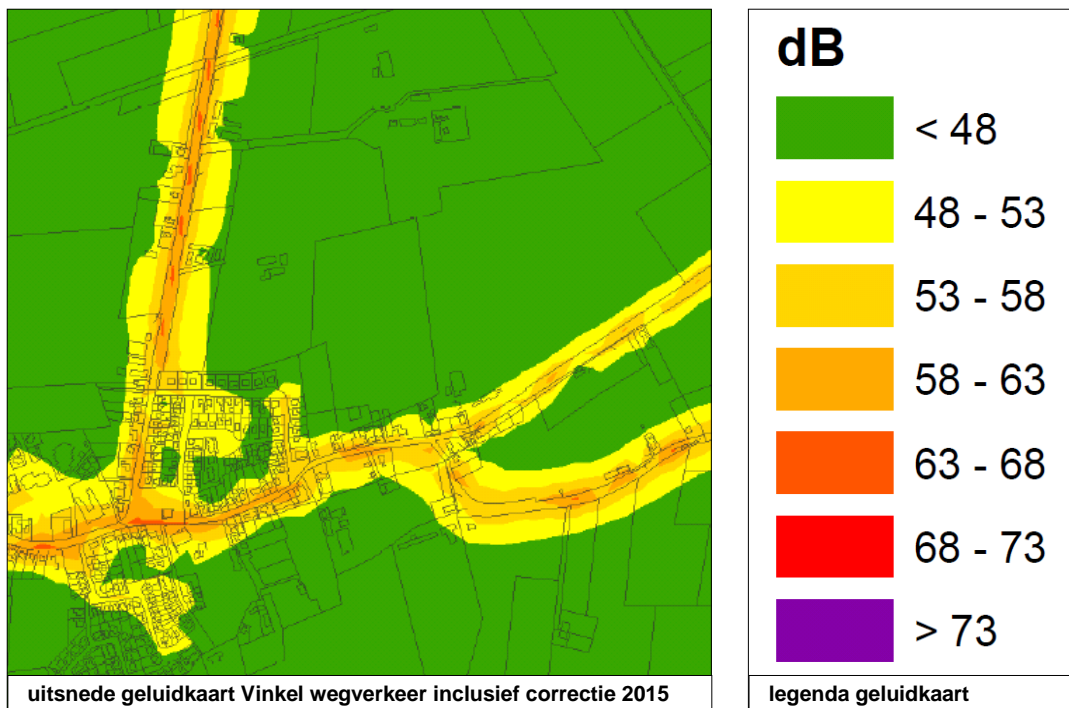 dB
< 48
48 - 53
53 - 58
58 - 63
63 - 68
68 - 73
> 73
uitsnede geluidkaart Vinkel wegverkeer inclusief correctie 2015
legenda geluidkaart